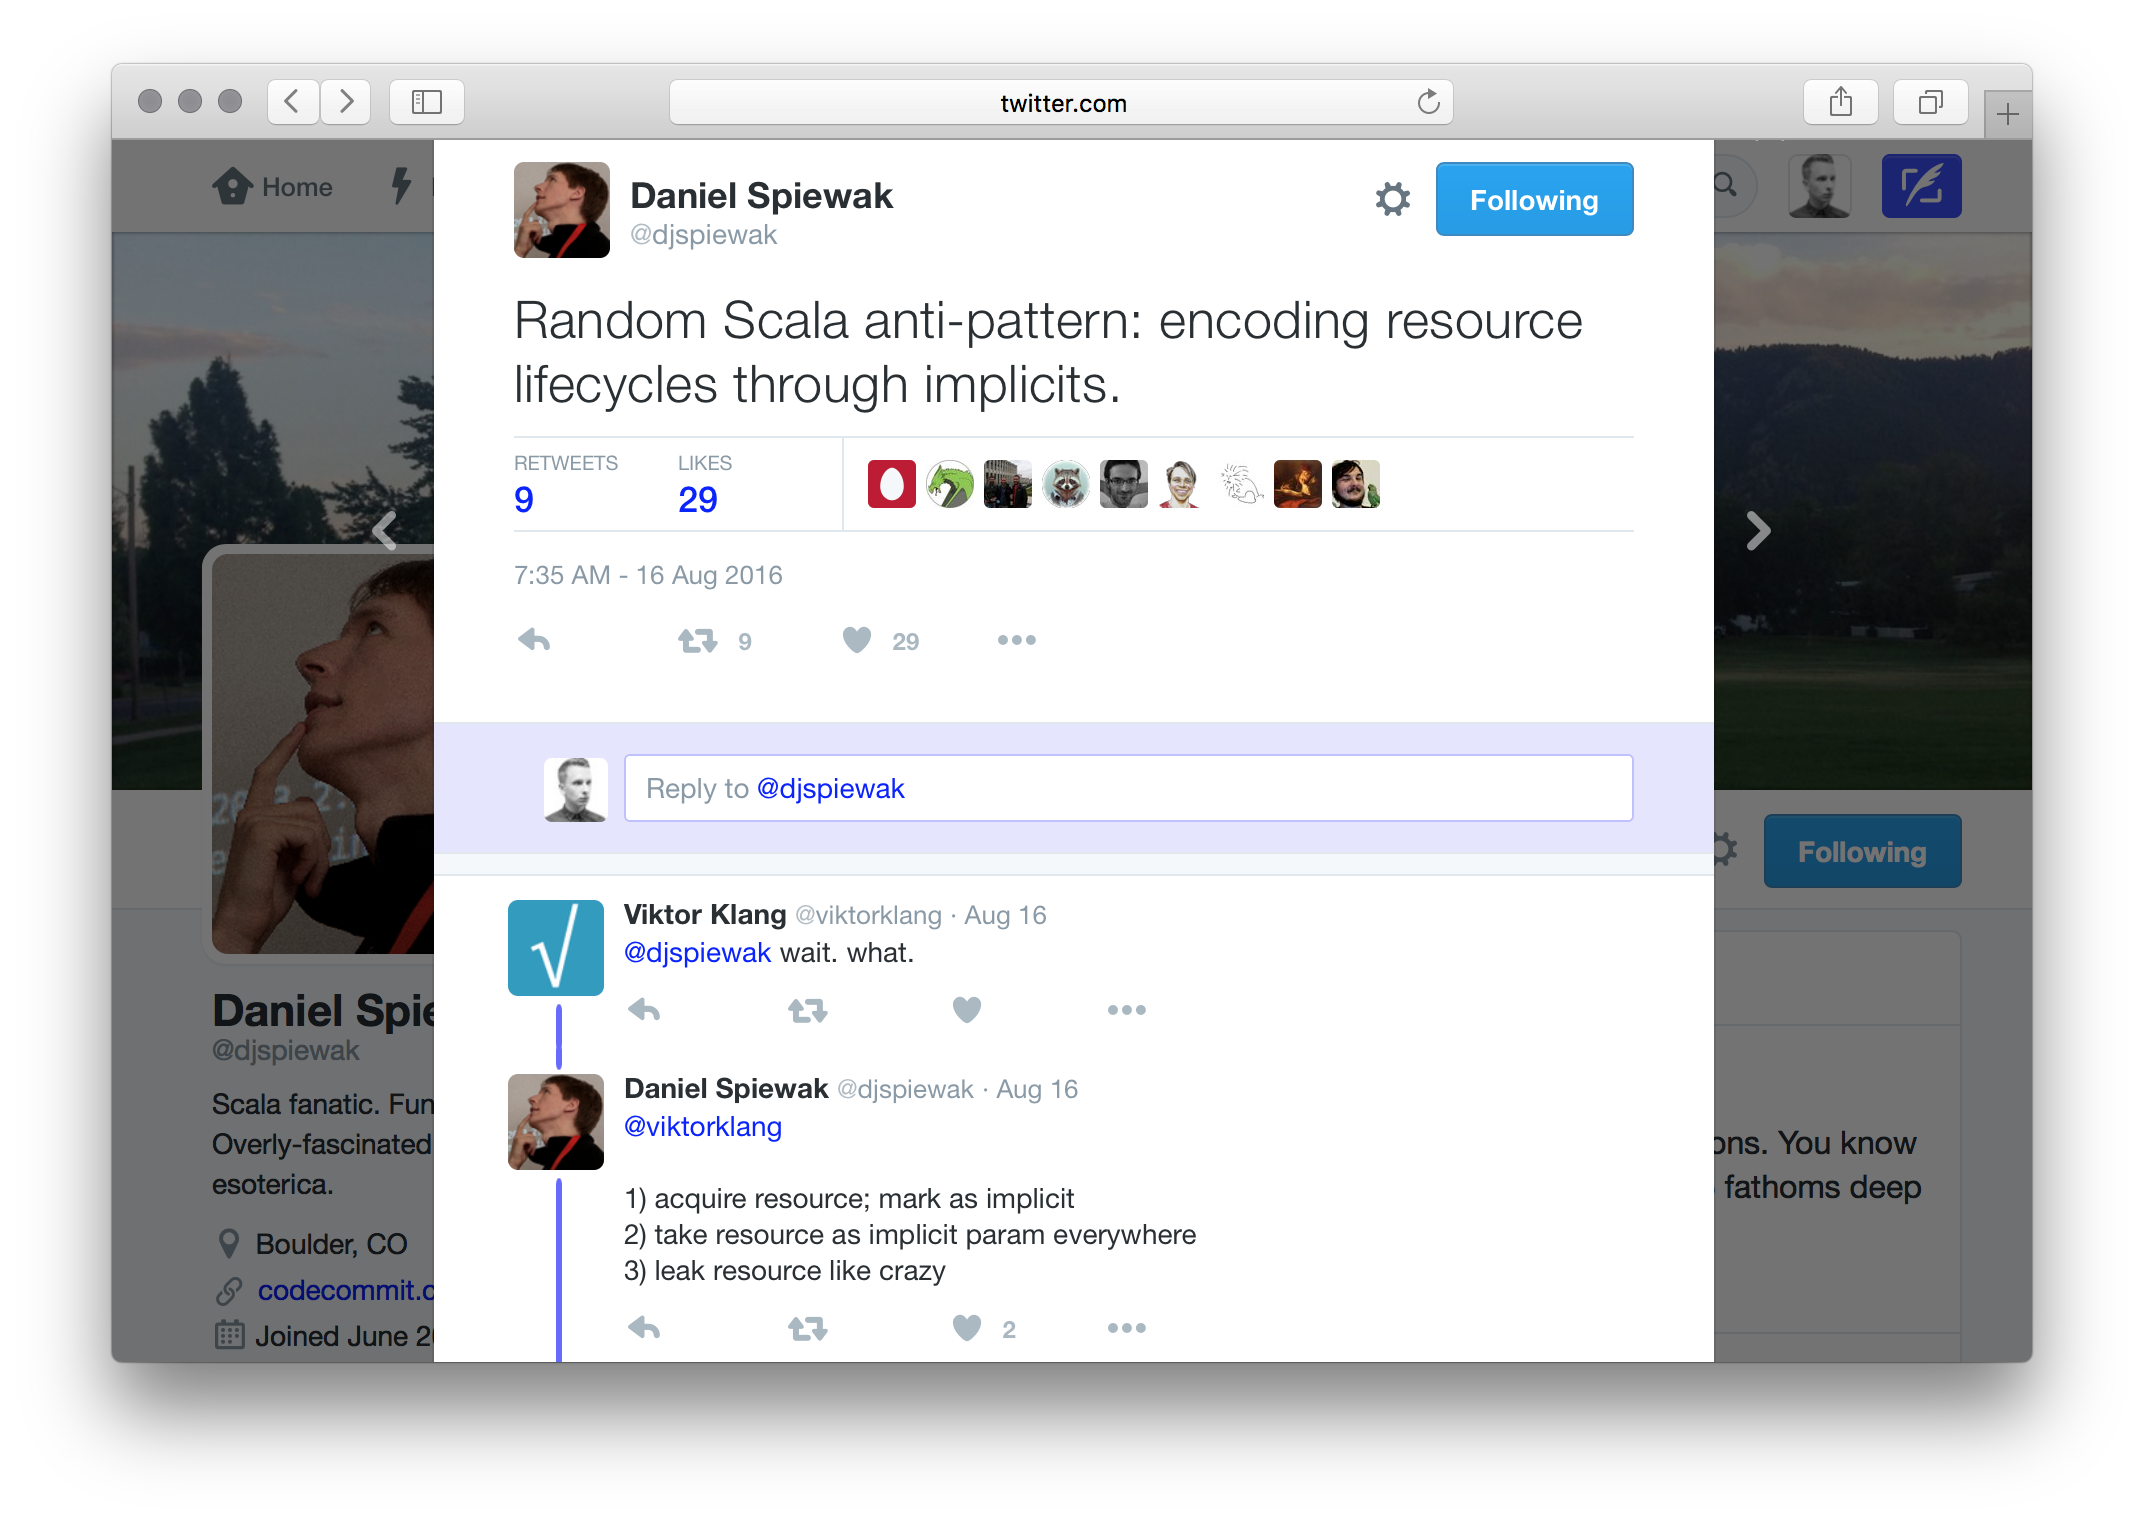 twitter.com
Home
Daniel Spiewak
@djspiewak
Following
Random Scala anti-pattern: encoding resource
lifecycles through implicits.
RETWEETS LIKES
9 29
7:35 AM - 16 Aug 2016
9 29
Reply to @djspiewak
Following
Viktor Klang @viktorklang · Aug 16
@djspiewak wait. what.
Daniel Spiewak @djspiewak · Aug 16
@viktorklang
1) acquire resource; mark as implicit
2) take resource as implicit param everywhere
3) leak resource like crazy
2
Daniel Spie
@djspiewak
Scala fanatic. Fun
Overly-fascinated
esoterica.
Boulder, CO
codecommit.c
Joined June 20
ons. You know
fathoms deep